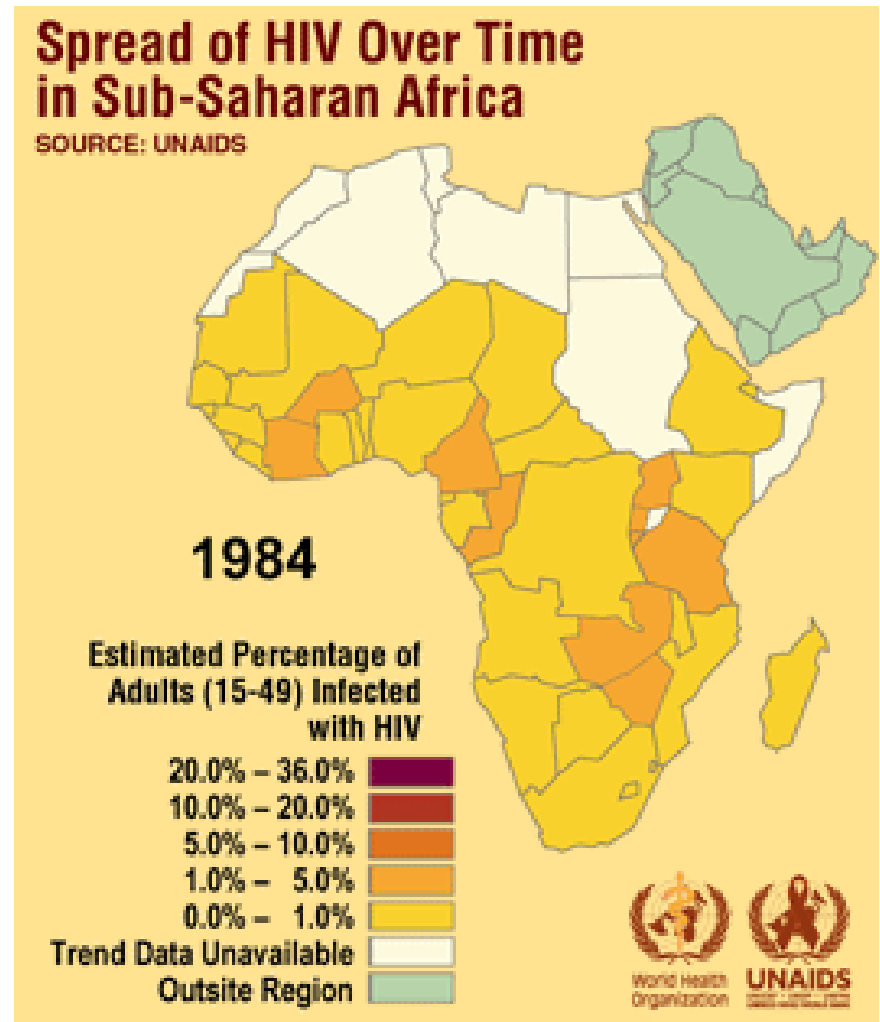 Spread of HIV Over Time
in Sub-Saharan Africa
SOURCE: UNAIDS
1984
Estimated Percentage of
Adults (15-49) Infected
with HIV
20.0% – 36.0%
10.0% – 20.0%
5.0% – 10.0%
1.0% – 5.0%
0.0% – 1.0%
Trend Data Unavailable
Outsite Region
World Health
Organization
UNAIDS